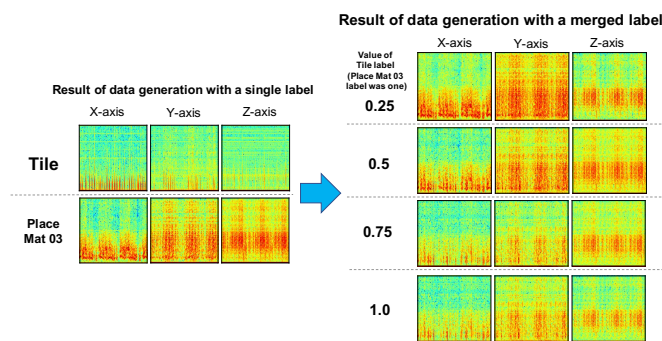 Result of data generation with a single label
X-axis Y-axis Z-axis
Tile
Place
Mat 03
Result of data generation with a merged label
Value of
Tile label
(Place Mat 03
label was one)
X-axis Y-axis Z-axis
0.25
0.5
0.75
1.0